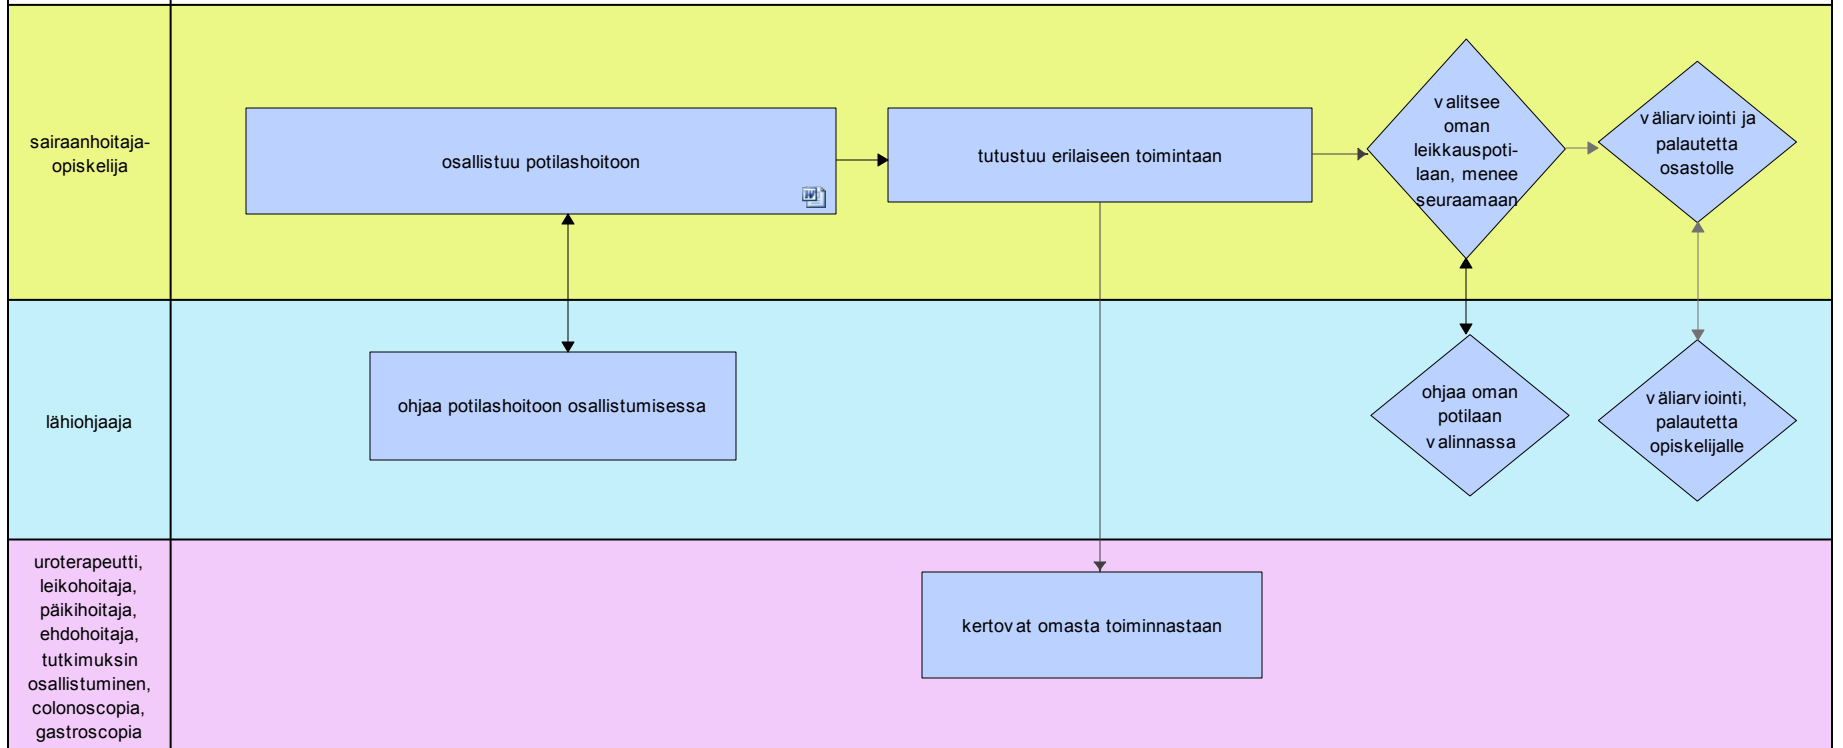 sairaanhoitaja-
opiskelija
osallistuu potilashoitoon
tutustuu erilaiseen toimintaan
valitsee
oman
leikkauspoti-
laan, menee
seuraamaan
väliarviointi ja
palautetta
osastolle
lähiohjaaja
ohjaa potilashoitoon osallistumisessa
ohjaa oman
potilaan
valinnassa
väliarviointi,
palautetta
opiskelijalle
uroterapeutti,
leikohoitaja,
päikihoitaja,
ehdohoitaja,
tutkimuksin
osallistuminen,
colonoscopia,
gastroscopia
kertovat omasta toiminnastaan